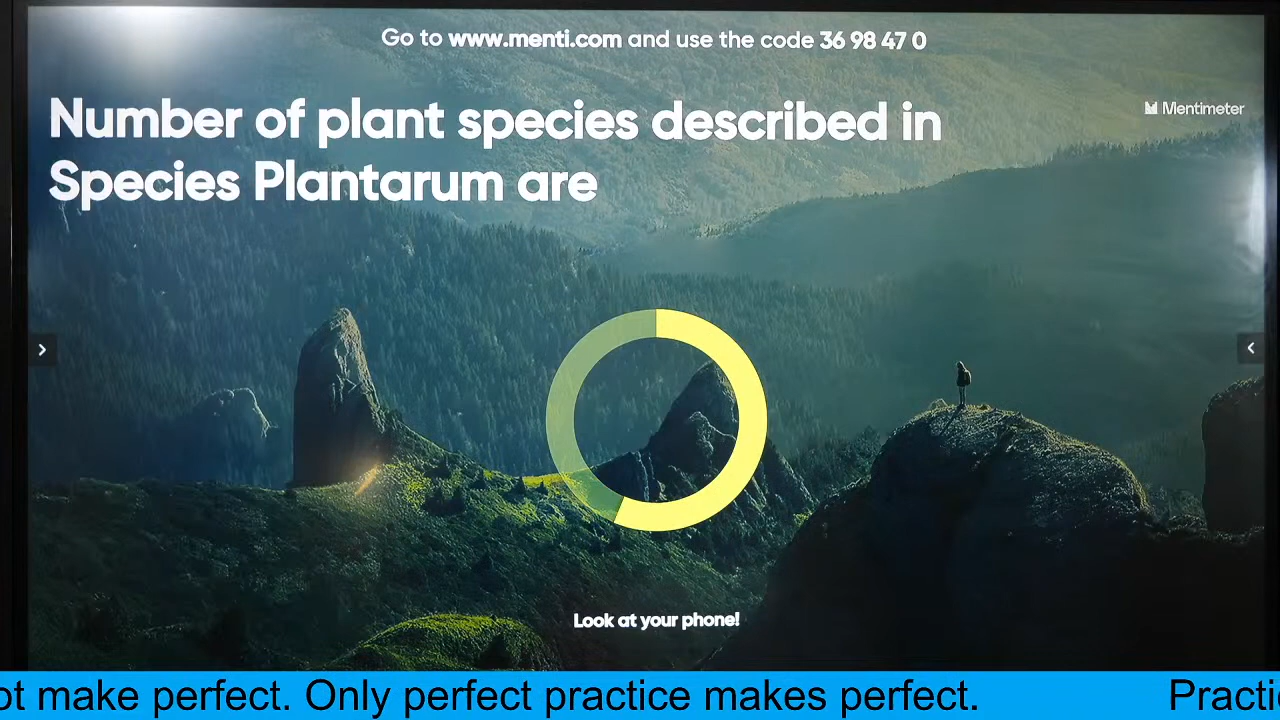 Go to www.menti.com and use the code 36 98 47 0
Number of plant species described in
Species Plantarum are
Mentimeter
Look at your phone!
ot make perfect. Only perfect practice makes perfect.
Practi